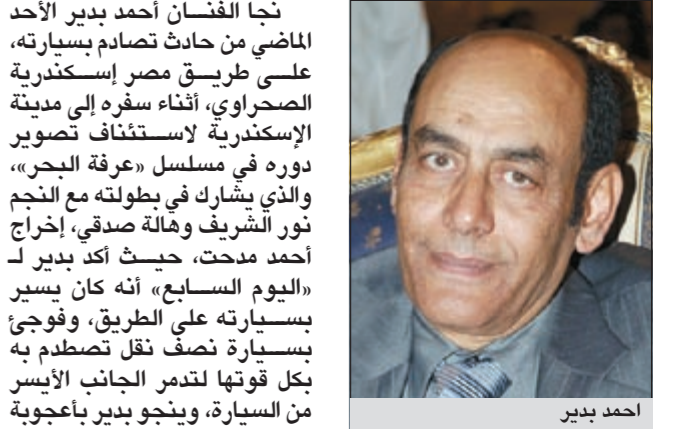 نجا الفنان أحمد بدير الأحد
الماضي من حادث تصادم بسيارته،
على طريق مصر إسكندرية
الصحراوي، أثناء سفره إلى مدينة
الإسكندرية لاستئناف تصوير
دوره في مسلسل «عرفة البحر»،
والذي يشارك في بطولته مع النجم
نور الشريف وهالة صدقي، إخراج
أحمد مدحت، حيث أكد بدير لـ
«اليوم السابع» أنه كان يسير
بسيارته على الطريق، وفوجئ
بسيارة نصف نقل تصطدم به
بكل قوتها لتدمر الجانب الأيسر
من السيارة، وينجو بدير بأعجوبة
احمد بدير